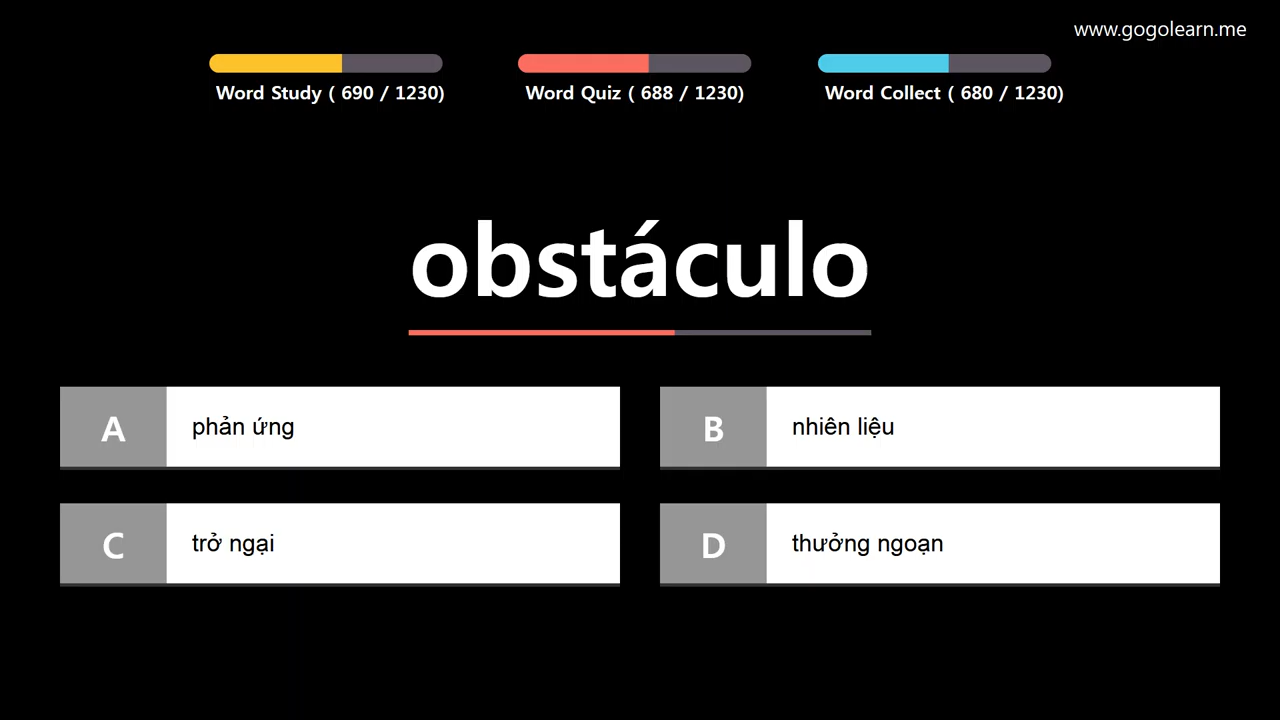 www.gogolearn.me
Word Study ( 690 / 1230)
Word Quiz ( 688 / 1230)
Word Collect ( 680 / 1230)
obstáculo
A phản ứng
B nhiên liệu
C trở ngại
D thưởng ngoạn